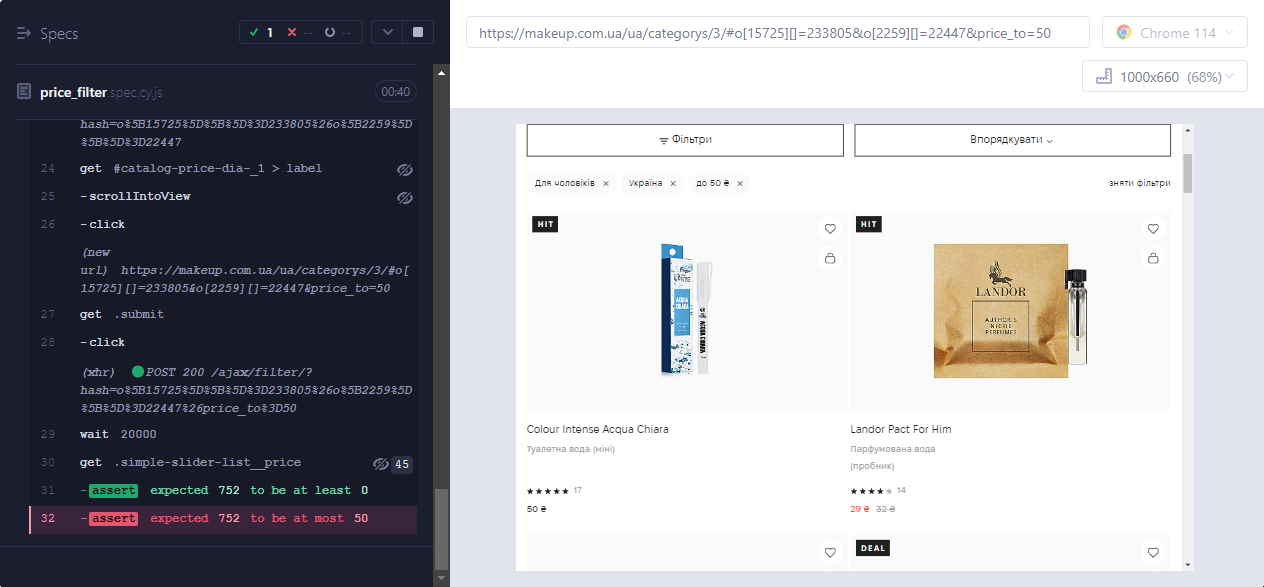 Specs
1
--
--
price_filter.spec.cy.js
00:40
hash=o%5B15725%5D%5B%5D%3D233805%26o%5B2259%5D
%5B%5D%3D22447
24 get #catalog-price-dia-_1 > label
25 -scrollIntoView
26 -click
(new
url) https://makeup.com.ua/ua/categorys/3/#o[
15725][]=233805&o[2259][]=22447&price_to=50
27 get .submit
28 -click
(xhr) POST 200 /ajax/filter/?
hash=o%5B15725%5D%5B%5D%3D233805%26o%5B2259%5D
%5B%5D%3D22447%26price_to%3D50
29 wait 20000
30 get .simple-slider-list__price 45
31 -assert expected 752 to be at least 0
32 -assert expected 752 to be at most 50
https://makeup.com.ua/ua/categorys/3/#o[15725][]=233805&o[2259][]=22447&price_to=50
Chrome 114
1000x660 (68%)
Фільтри
Впорядкувати
Для чоловіків ×
Україна ×
до 50 ₴ ×
зняти фільтри
HIT
ACQUA
CHIARA
ACQUA CHIARA
HIT
LANDOR
AUTHOR'S
NICHE
PERFUMES
Colour Intense Acqua Chiara
Туалетна вода (міні)
17
50 ₴
Landor Pact For Him
Парфумована вода
(пробник)
14
29 ₴ 32 ₴
DEAL